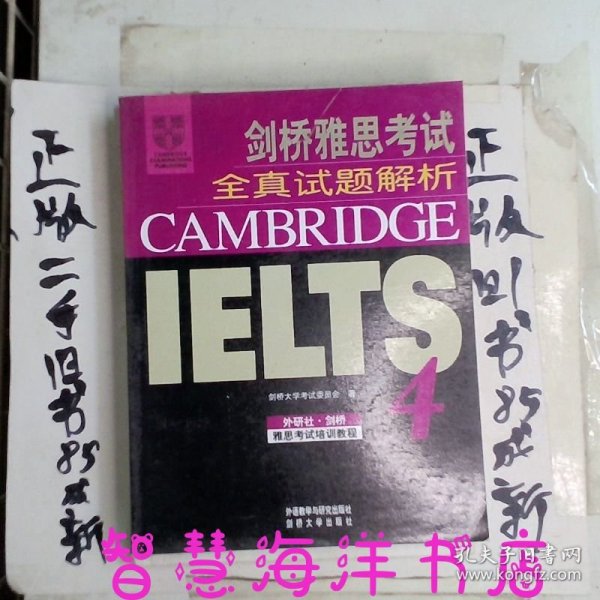 CAMBRIDGE
EXAMINATIONS
PUBLISHING
剑桥雅思考试
全真试题解析
CAMBRIDGE
IELTS
4
剑桥大学考试委员会 著
外研社·剑桥
雅思考试培训教程
外语教学与研究出版社
剑桥大学出版社
正版二手旧书85成新
正版旧书85成新
智慧海洋书店
孔夫子旧书网
www.kongfz.com